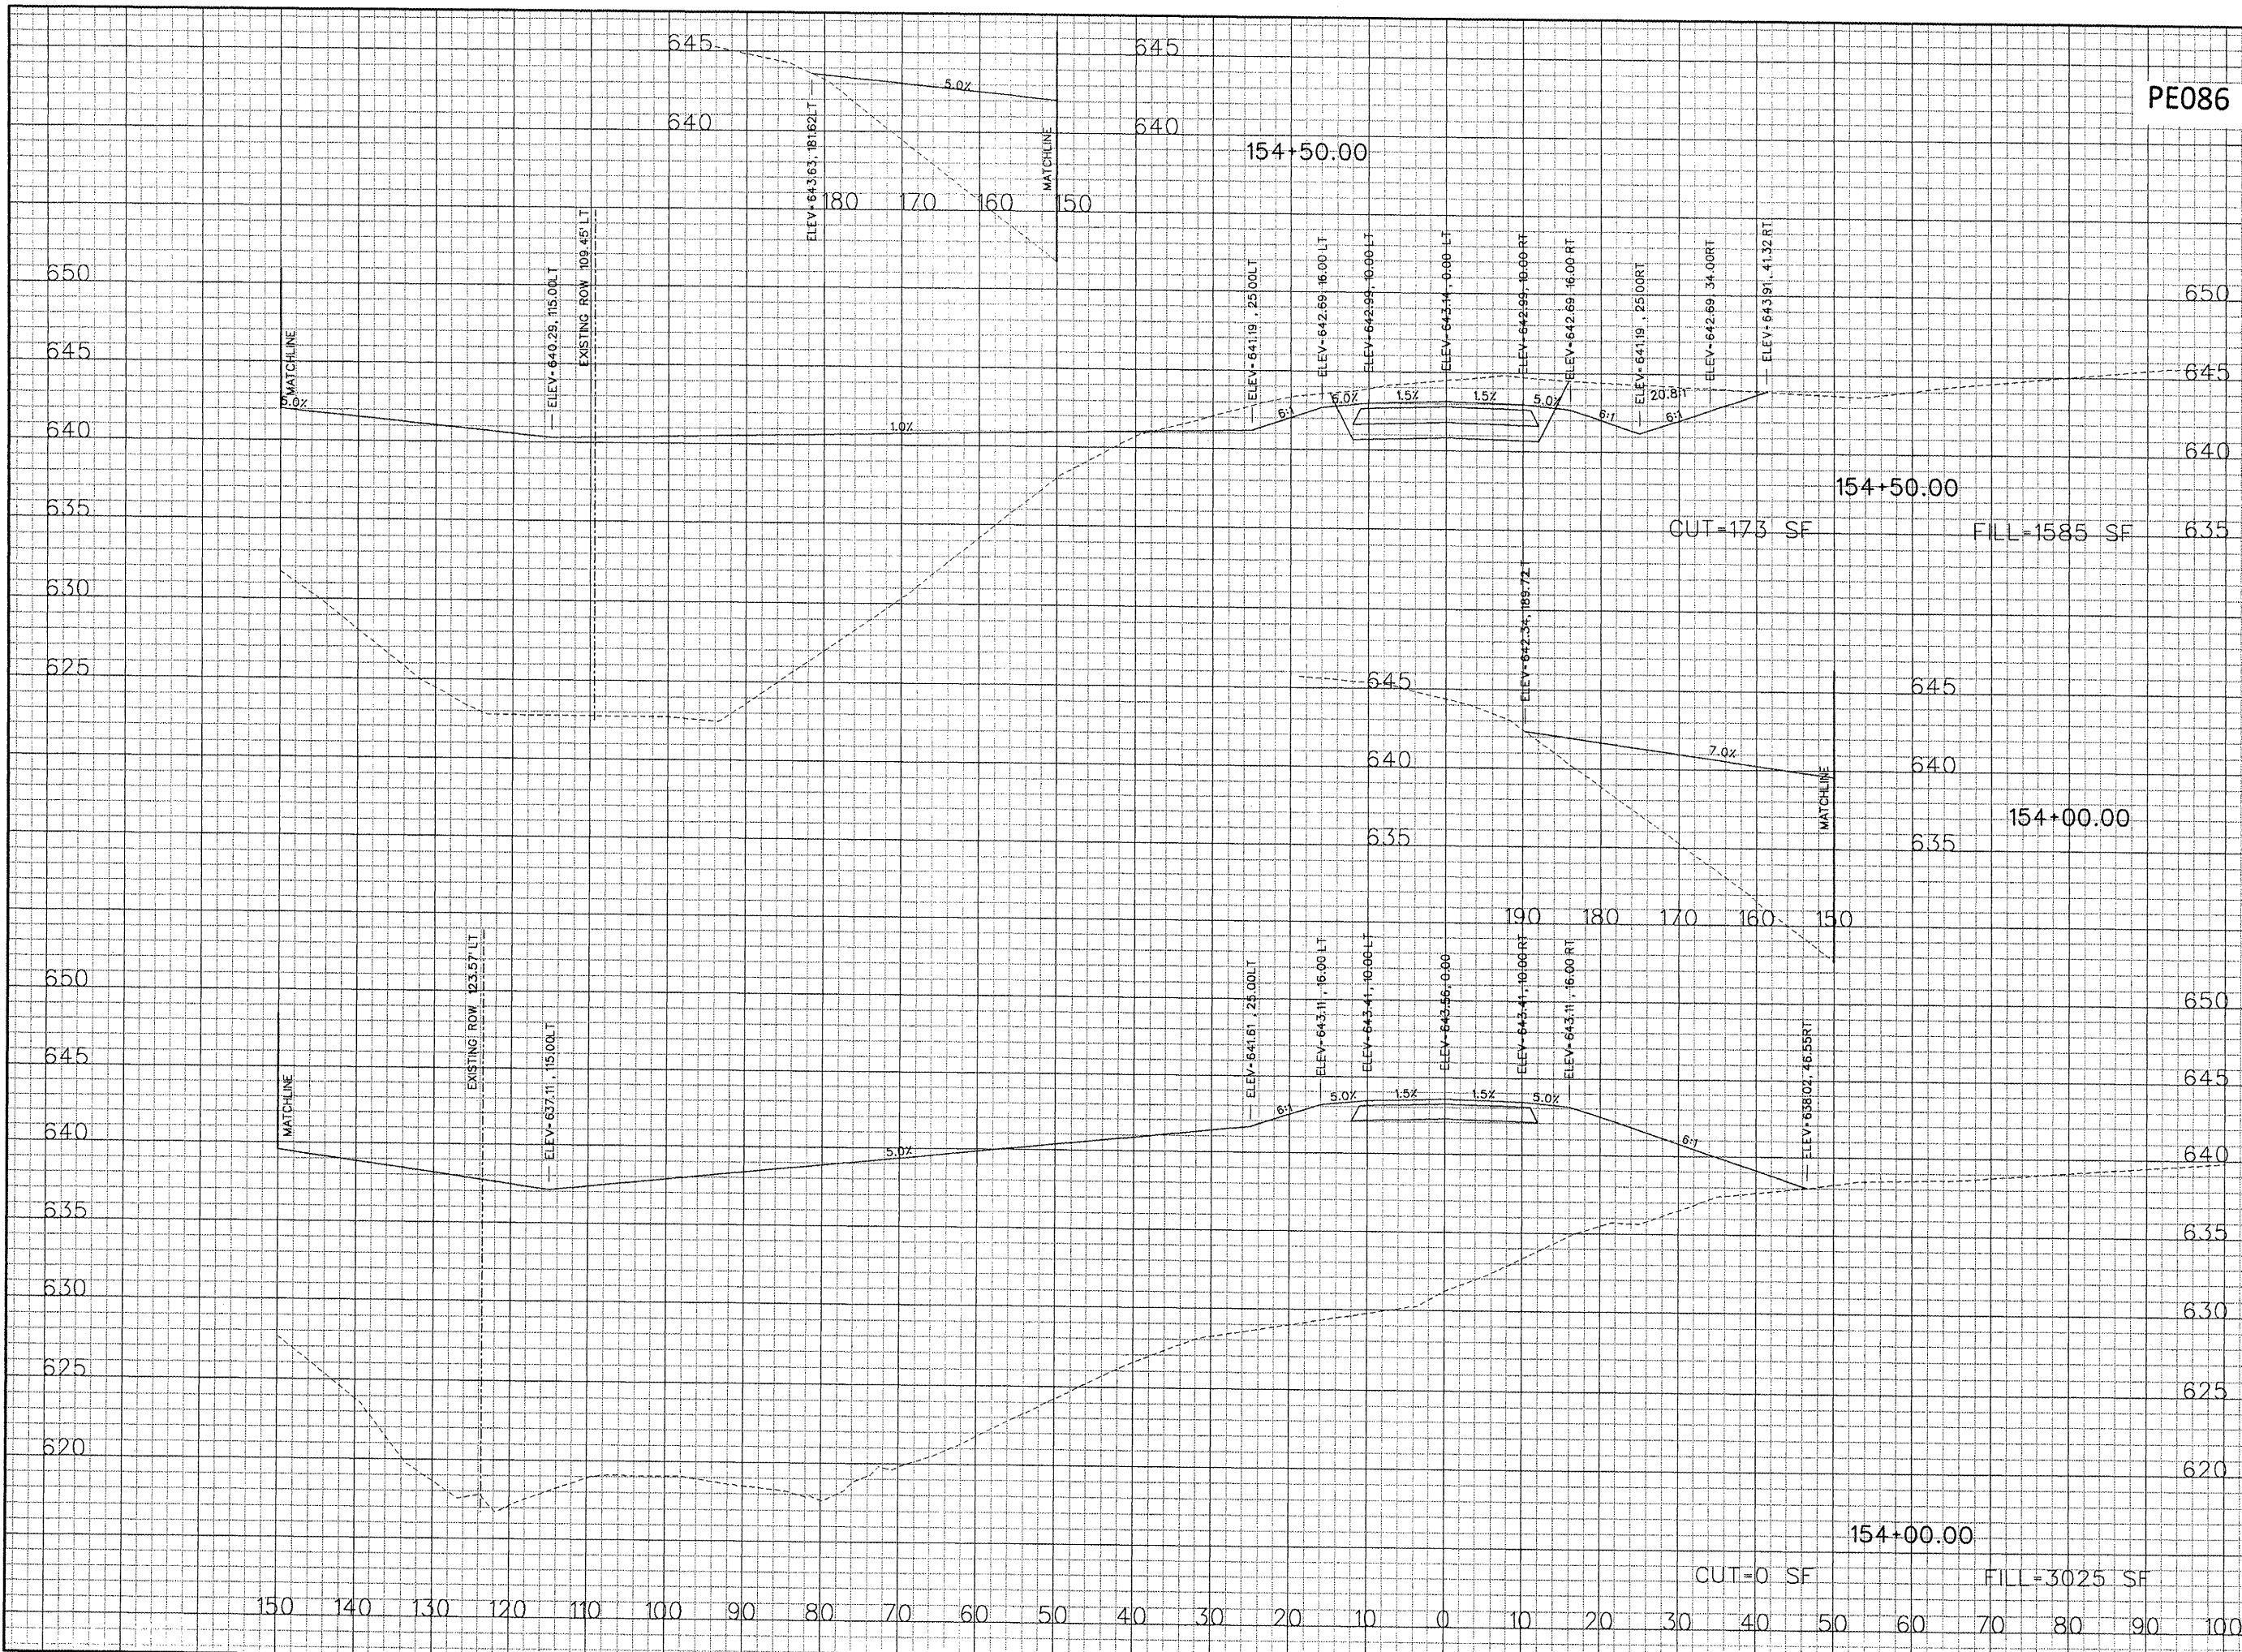 PE086
645
645
5.0%
640
640
ELEV=643.63, 181.62LT
MATCHLINE
154+50.00
180 170 160 150
EXISTING ROW 109.45' LT
ELEV=640.29, 115.00LT
ELEV=641.19 , 25.00LT
ELEV=642.69, 16.00 LT
ELEV=642.99, 10.00 LT
ELEV=643.14 , 0.00 LT
ELEV=642.99, 10.00 RT
ELEV=642.69, 16.00 RT
ELEV=641.19 , 25.00RT
ELEV=642.69, 34.00RT
ELEV=643.91 , 41.32 RT
650
650
MATCHLINE
645
645
5.0%
1.0%
6:1
5.0%
1.5%
1.5%
5.0%
6:1
20.8:1
6:1
640
640
154+50.00
635
CUT=173 SF
FILL=1585 SF
635
630
625
ELEV=642.34, 189.72LT
645
645
7.0%
640
640
MATCHLINE
154+00.00
635
635
190 180 170 160 150
EXISTING ROW 123.57' LT
ELEV=637.11 , 115.00LT
ELEV=641.61 , 25.00LT
ELEV=643.11 , 16.00 LT
ELEV=643.41, 10.00 LT
ELEV=643.56, 0.00
ELEV=643.41, 10.00 RT
ELEV=643.11 , 16.00 RT
ELEV=638.02, 46.55RT
650
650
645
645
MATCHLINE
5.0%
6:1
5.0%
1.5%
1.5%
5.0%
6:1
640
640
635
635
630
630
625
625
620
620
154+00.00
CUT=0 SF
FILL=3025 SF
150 140 130 120 110 100 90 80 70 60 50 40 30 20 10 0 10 20 30 40 50 60 70 80 90 100